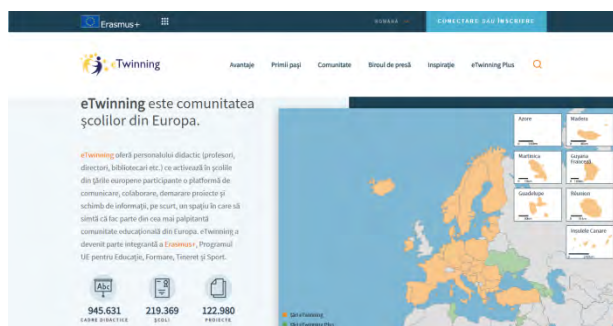 Erasmus+
ROMÂNĂ
CONECTARE SAU ÎNSCRIERE
eTwinning
Avantaje Primii pași Comunitate Biroul de presă Inspirație eTwinning Plus
eTwinning este comunitatea
școlilor din Europa.
eTwinning oferă personalului didactic (profesori,
directori, bibliotecari etc.) ce activează în școlile
din țările europene participante o platformă de
comunicare, colaborare, demarare proiecte și
schimb de informații, pe scurt, un spațiu în care să
simtă că fac parte din cea mai palpitantă
comunitate educațională din Europa. eTwinning a
devenit parte integrantă a Erasmus+, Programul
UE pentru Educație, Formare, Tineret și Sport.
Abc
945.631 219.369 122.980
CADRE DIDACTICE ȘCOLI PROIECTE
Azore Madeira
Martinica Guyana
Franceză
Guadelupe Réunion
Insulele Canare
Țări eTwinning
Țări eTwinning Plus